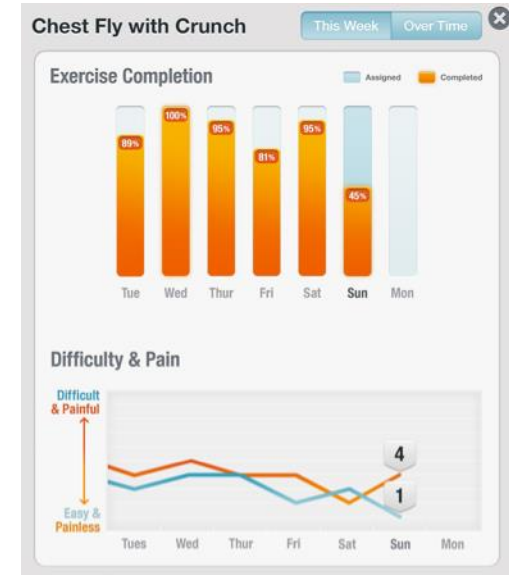 Chest Fly with Crunch
This Week
Over Time
Exercise Completion
Assigned
Completed
89%
100%
95%
81%
95%
45%
Tue
Wed
Thur
Fri
Sat
Sun
Mon
Difficulty & Pain
Difficult
& Painful
Easy &
Painless
4
1
Tues
Wed
Thur
Fri
Sat
Sun
Mon